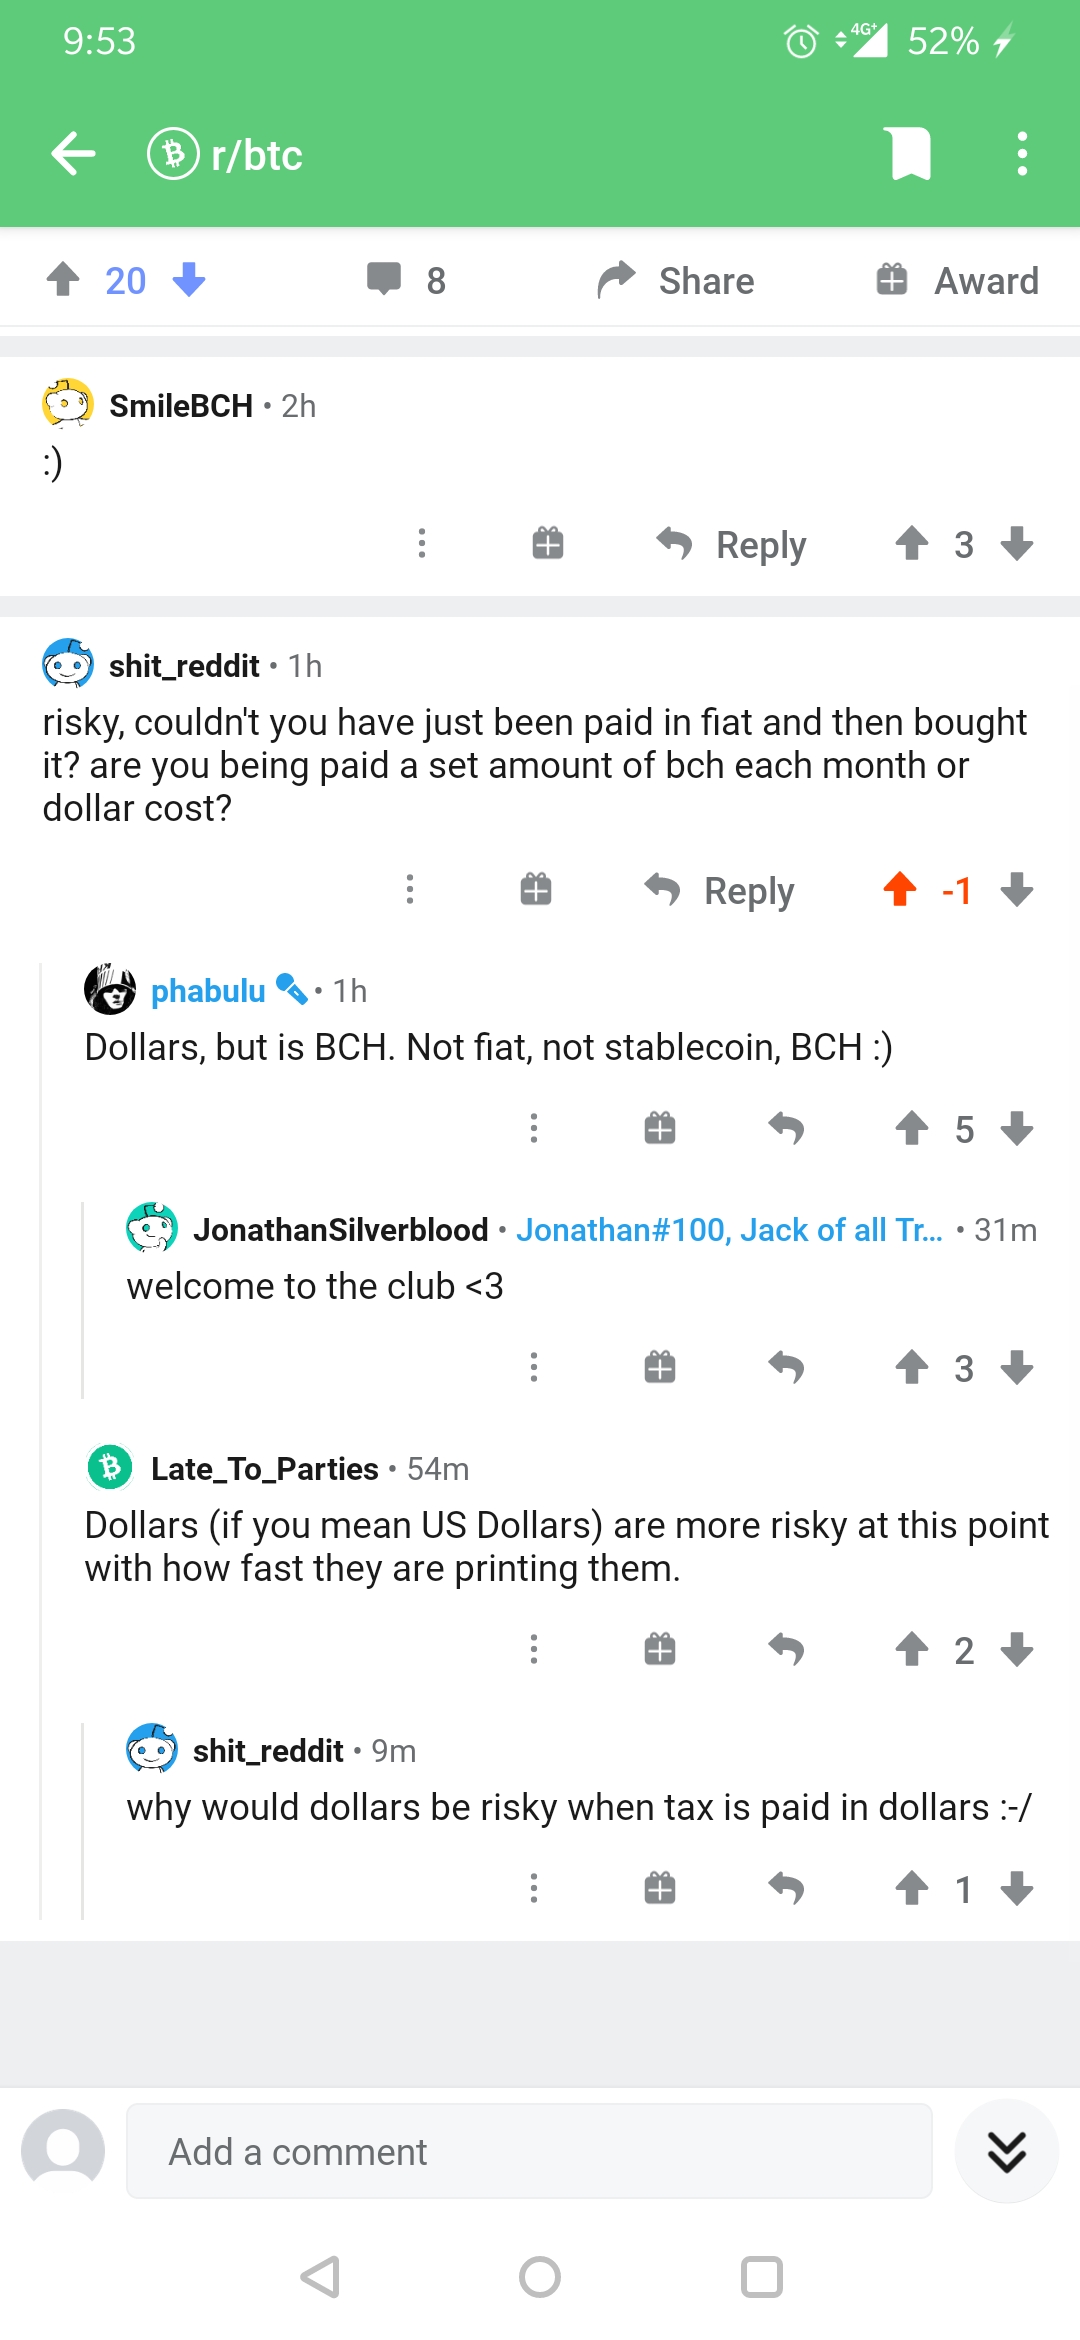 9:53 4G+ 52%
r/btc
20 8 Share Award
SmileBCH • 2h
:)
Reply 3
shit_reddit • 1h
risky, couldn't you have just been paid in fiat and then bought
it? are you being paid a set amount of bch each month or
dollar cost?
Reply -1
phabulu • 1h
Dollars, but is BCH. Not fiat, not stablecoin, BCH :)
5
JonathanSilverblood • Jonathan#100, Jack of all Tr... • 31m
welcome to the club <3
3
Late_To_Parties • 54m
Dollars (if you mean US Dollars) are more risky at this point
with how fast they are printing them.
2
shit_reddit • 9m
why would dollars be risky when tax is paid in dollars :-/
1
Add a comment